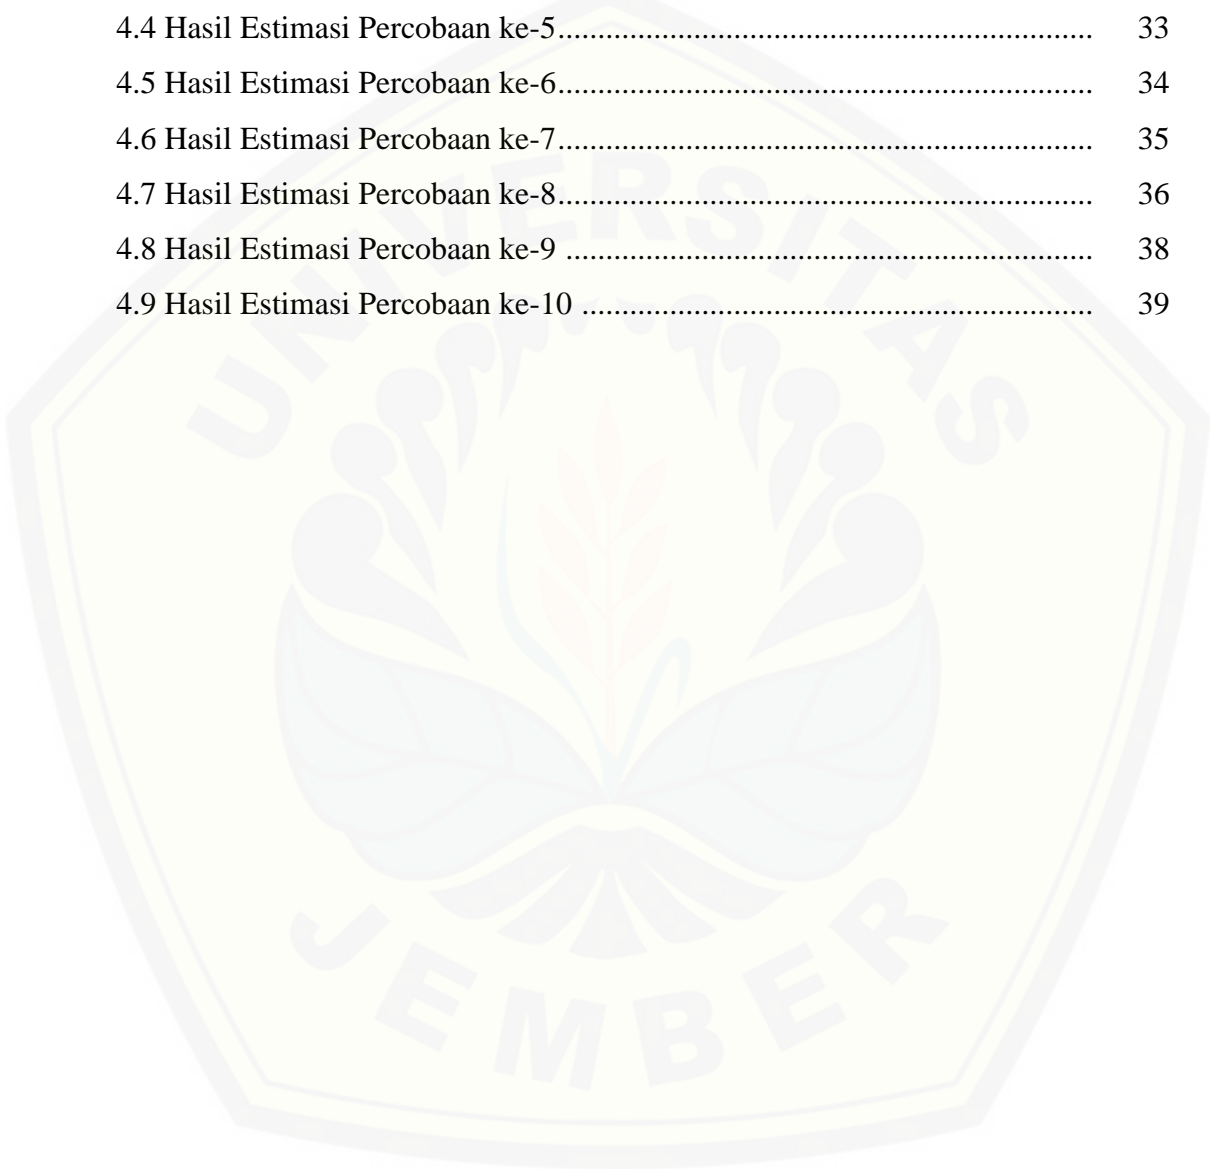 4.4 Hasil Estimasi Percobaan ke-5.................................................................... 33
4.5 Hasil Estimasi Percobaan ke-6.................................................................... 34
4.6 Hasil Estimasi Percobaan ke-7.................................................................... 35
4.7 Hasil Estimasi Percobaan ke-8.................................................................... 36
4.8 Hasil Estimasi Percobaan ke-9 ................................................................... 38
4.9 Hasil Estimasi Percobaan ke-10 ................................................................. 39
UNIVERSITAS
JEMBER